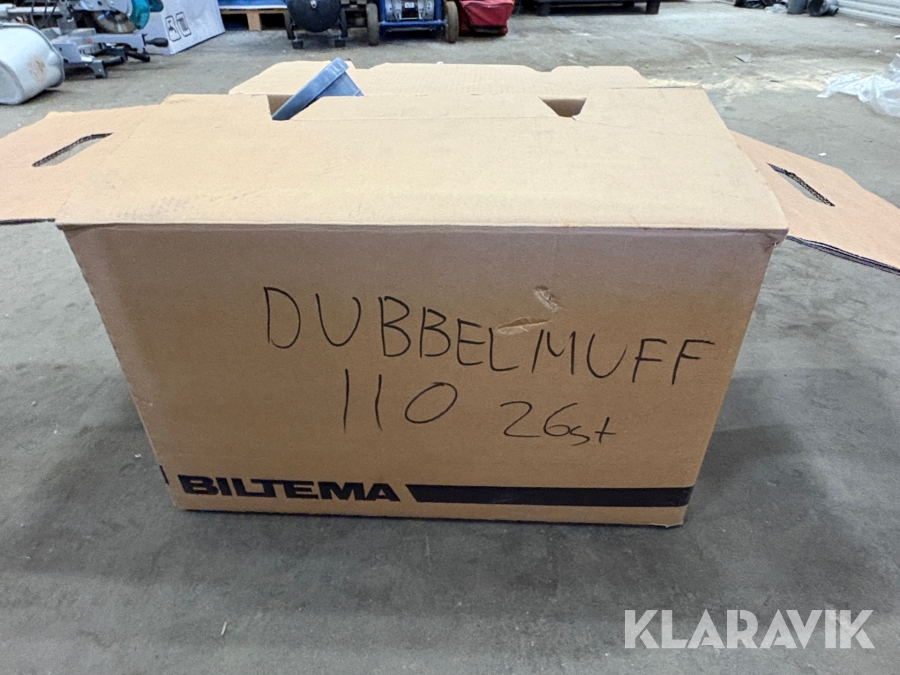 DUBBELMUFF
110 26st
BILTEMA
KLARAVIK